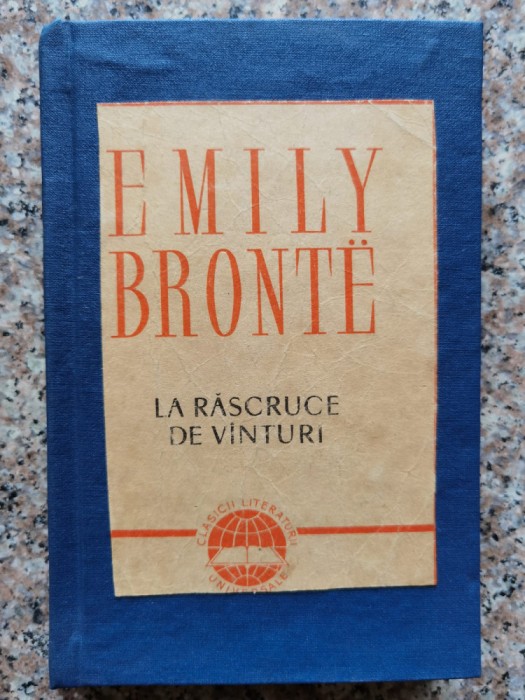 EMILY
BRONTË
LA RĂSCRUCE
DE VÎNTURI
CLASICII LITERATURII
UNIVERSALE